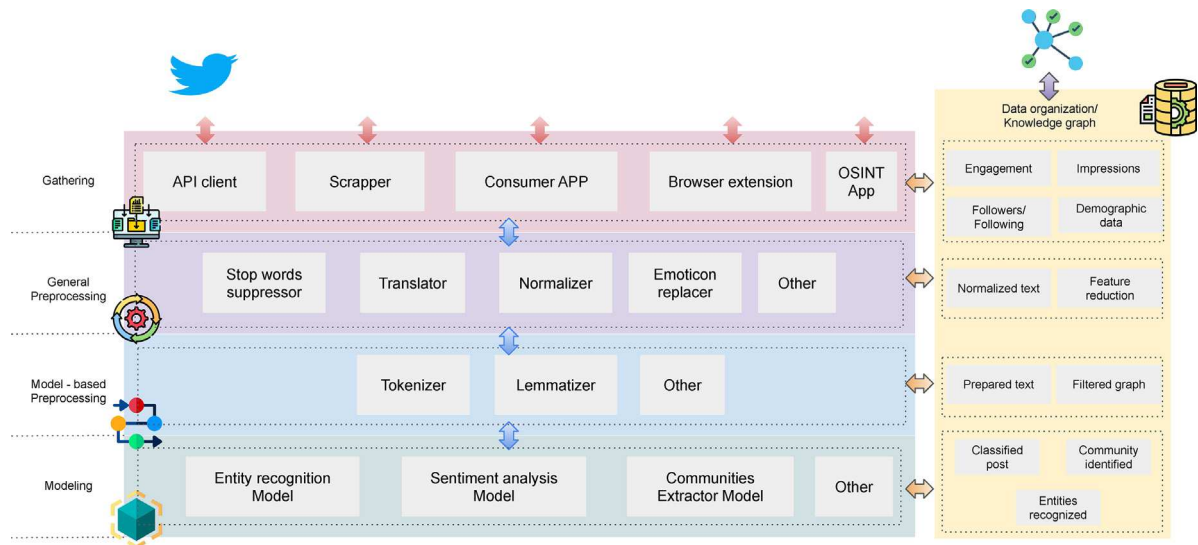 Data organization/
Knowledge graph
Gathering
API client
Scrapper
Consumer APP
Browser extension
OSINT
App
Engagement
Impressions
Followers/
Following
Demographic
data
General
Preprocessing
Stop words
suppressor
Translator
Normalizer
Emoticon
replacer
Other
Normalized text
Feature
reduction
Model - based
Preprocessing
Tokenizer
Lemmatizer
Other
Prepared text
Filtered graph
Modeling
Entity recognition
Model
Sentiment analysis
Model
Communities
Extractor Model
Other
Classified
post
Community
identified
Entities
recognized